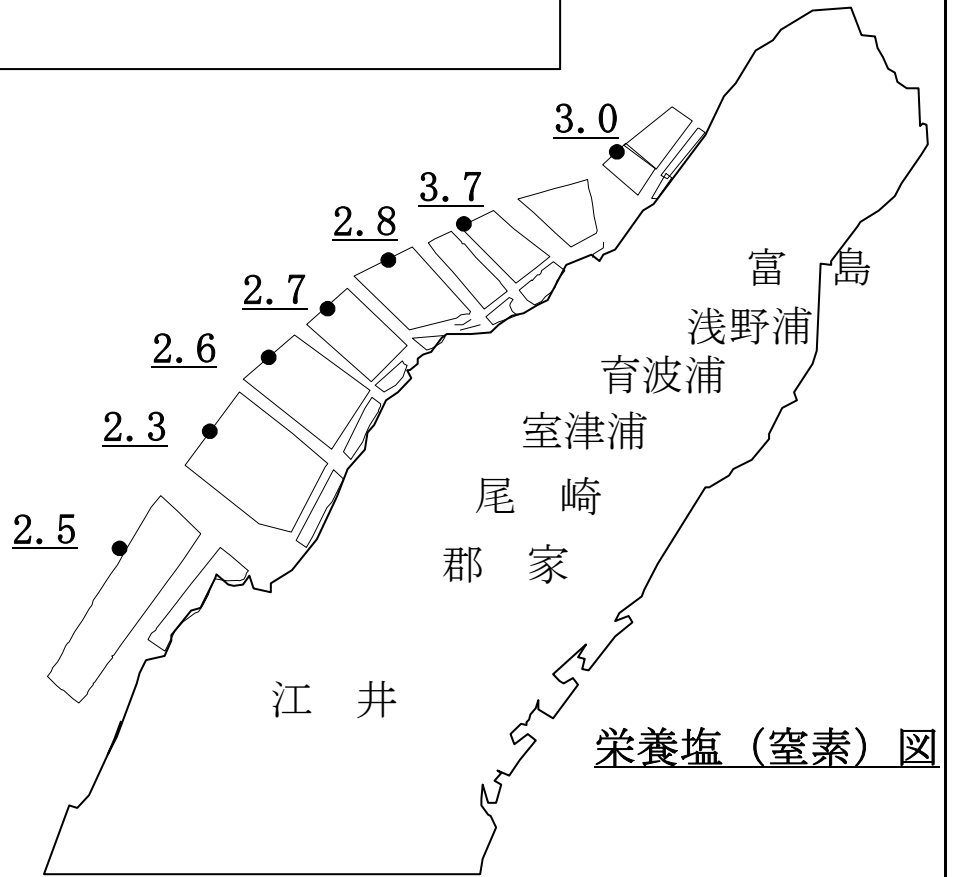 3.0
3.7
2.8
2.7
2.6
2.3
2.5
富　島
浅野浦
育波浦
室津浦
尾　崎
郡　家
江　井
栄養塩（窒素）図